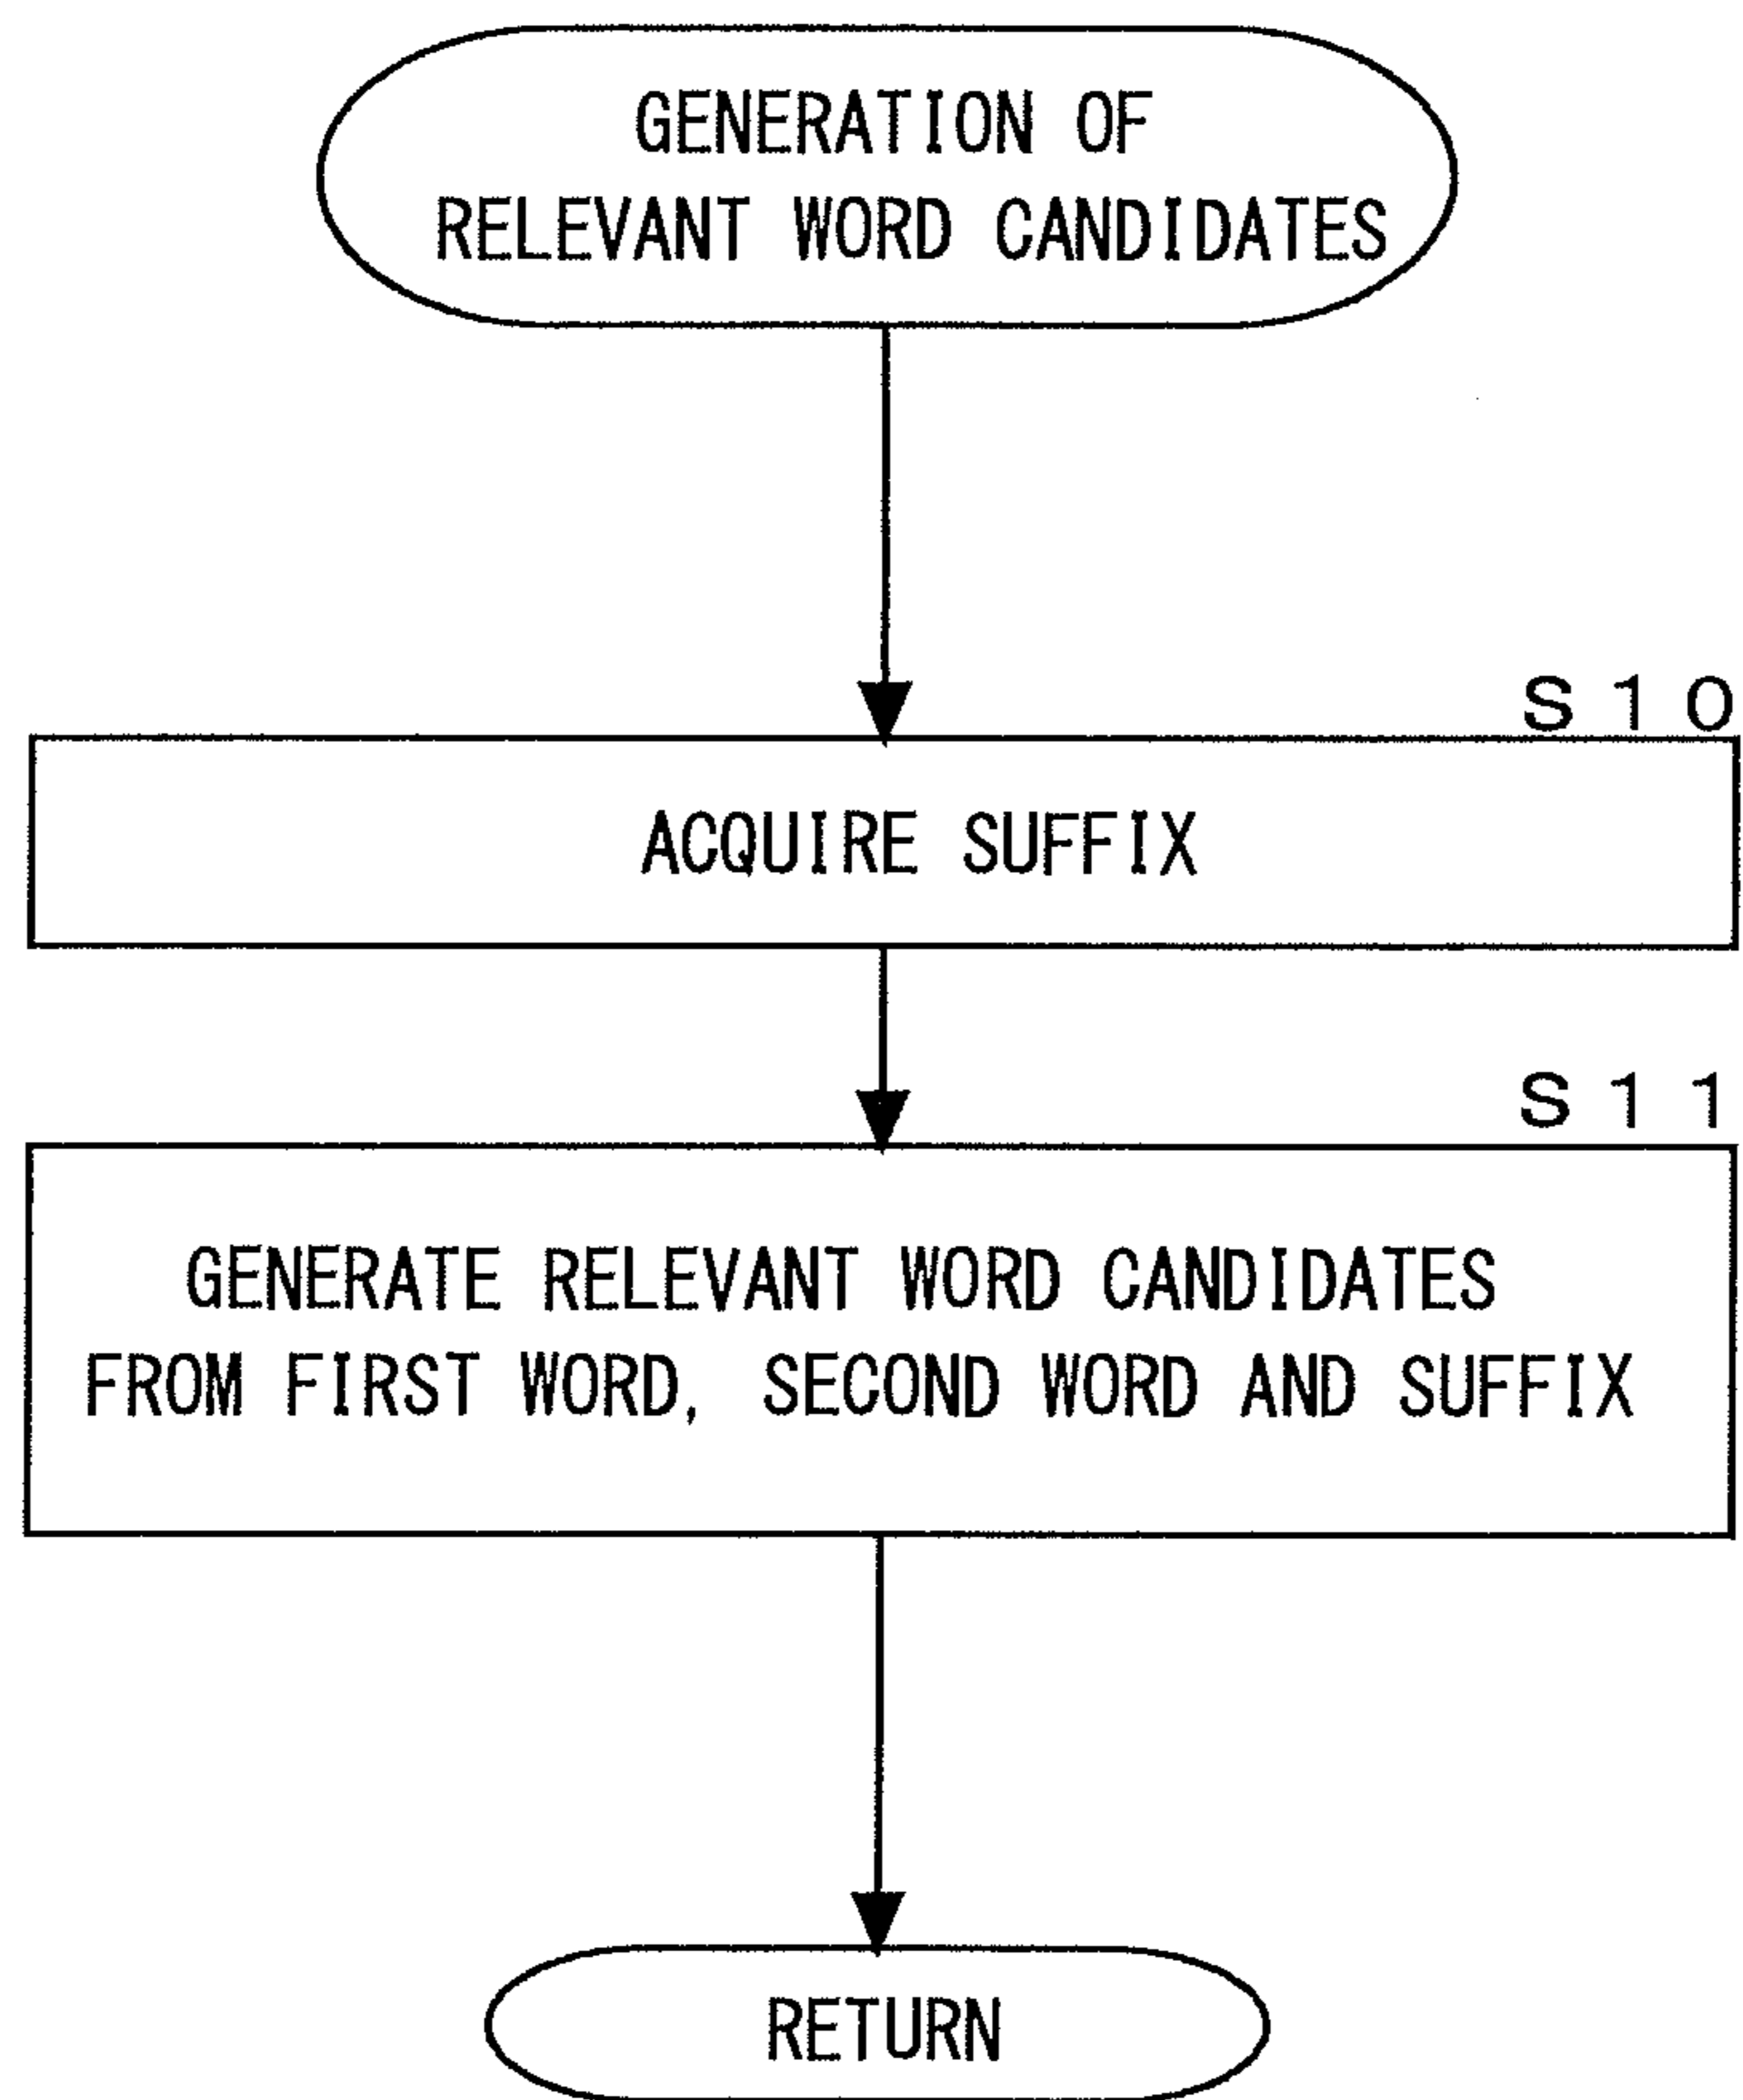 GENERATION OF
RELEVANT WORD CANDIDATES
S10
ACQUIRE SUFFIX
S11
GENERATE RELEVANT WORD CANDIDATES
FROM FIRST WORD, SECOND WORD AND SUFFIX
RETURN